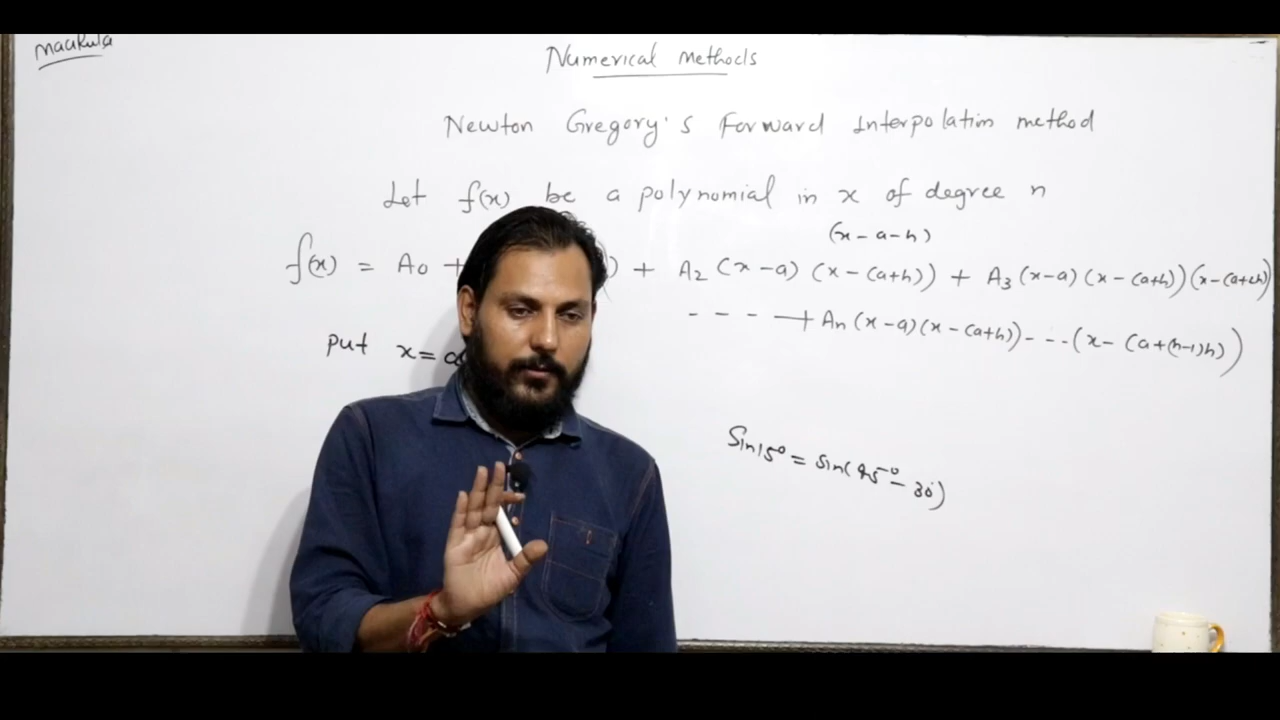 Numerical Methods
Newton Gregory's Forward Interpolation method
Let f(x) be a polynomial in x of degree n
(x-a-h)
f(x) = A0 + ) + A2 (x-a) (x-(a+h)) + A3 (x-a) (x-(a+h)) (x-(a+2h)
- - - - + An (x-a) (x-(a+h)) - - - (x-(a+(n-1)h))
put x= a
Sin15° = Sin(45° - 30°)